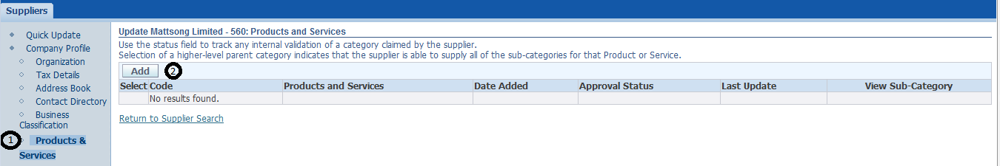 Suppliers
Quick Update
Company Profile
Organization
Tax Details
Address Book
Contact Directory
Business
Classification
1 Products &
Services
Update Mattsong Limited - 560: Products and Services
Use the status field to track any internal validation of a category claimed by the supplier.
Selection of a higher-level parent category indicates that the supplier is able to supply all of the sub-categories for that Product or Service.
Add 2
Select Code Products and Services Date Added Approval Status Last Update View Sub-Category
No results found.
Return to Supplier Search